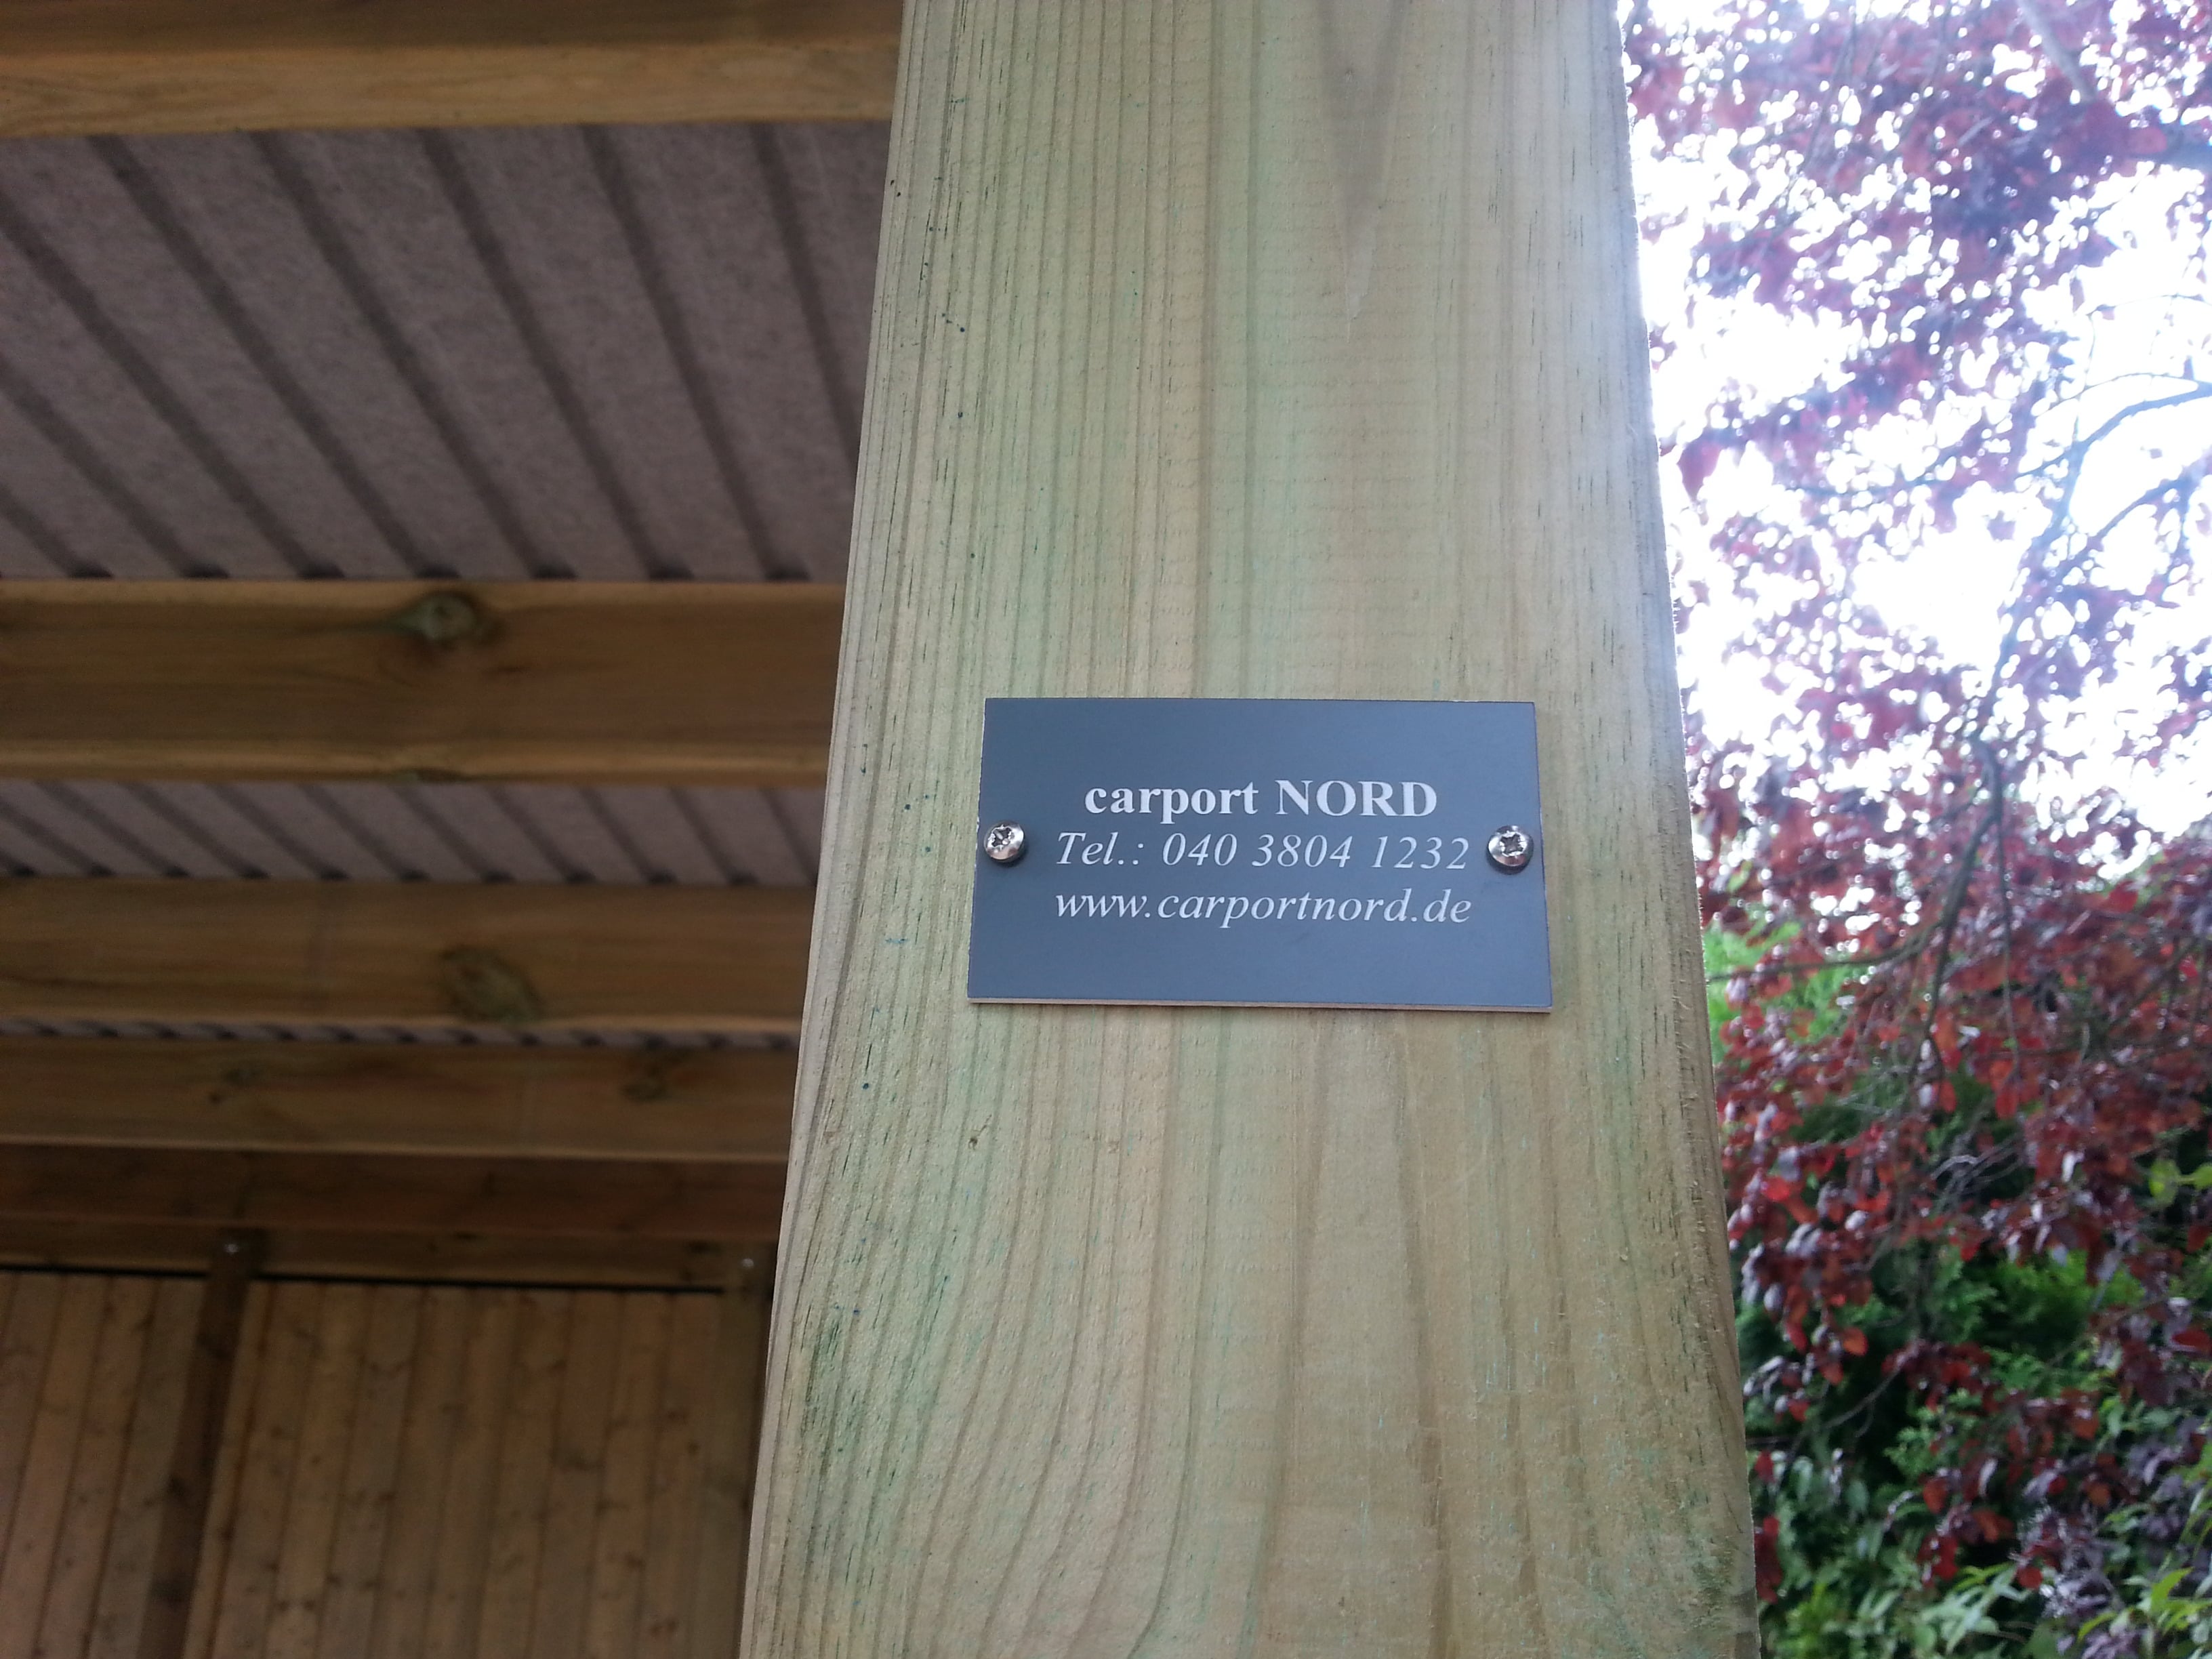 carport NORD
Tel.: 040 3804 1232
www.carportnord.de